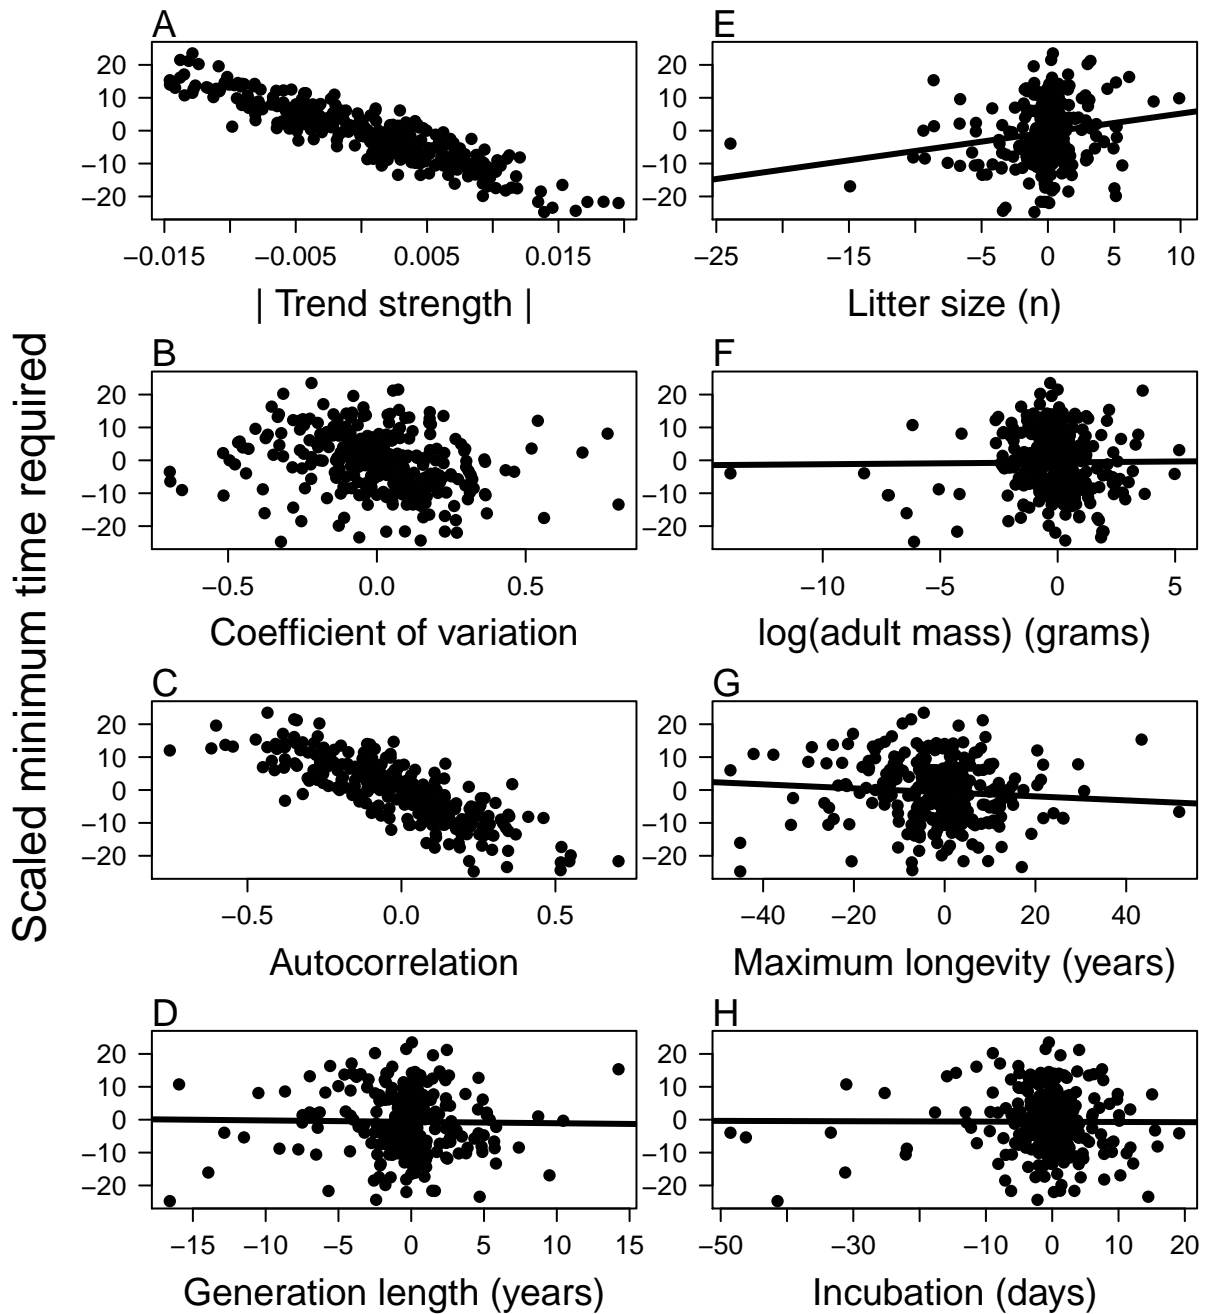 Scaled minimum time required
A
20
10
0
−10
−20
−0.015 −0.005 0.005 0.015
| Trend strength |
B
20
10
0
−10
−20
−0.5 0.0 0.5
Coefficient of variation
C
20
10
0
−10
−20
−0.5 0.0 0.5
Autocorrelation
D
20
10
0
−10
−20
−15 −10 −5 0 5 10 15
Generation length (years)
E
20
10
0
−10
−20
−25 −15 −5 0 5 10
Litter size (n)
F
20
10
0
−10
−20
−10 −5 0 5
log(adult mass) (grams)
G
20
10
0
−10
−20
−40 −20 0 20 40
Maximum longevity (years)
H
20
10
0
−10
−20
−50 −30 −10 0 10 20
Incubation (days)